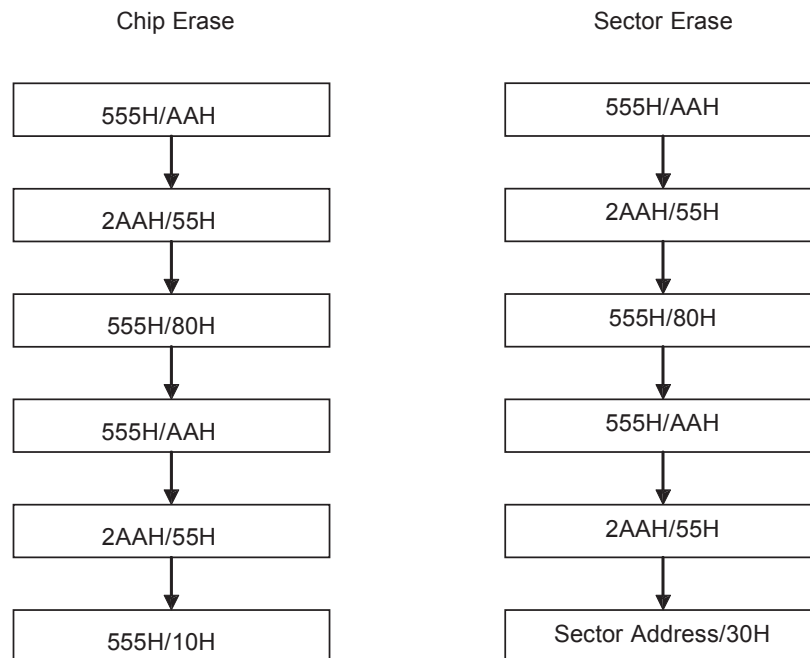 Chip Erase
555H/AAH
2AAH/55H
555H/80H
555H/AAH
2AAH/55H
555H/10H
Sector Erase
555H/AAH
2AAH/55H
555H/80H
555H/AAH
2AAH/55H
Sector Address/30H